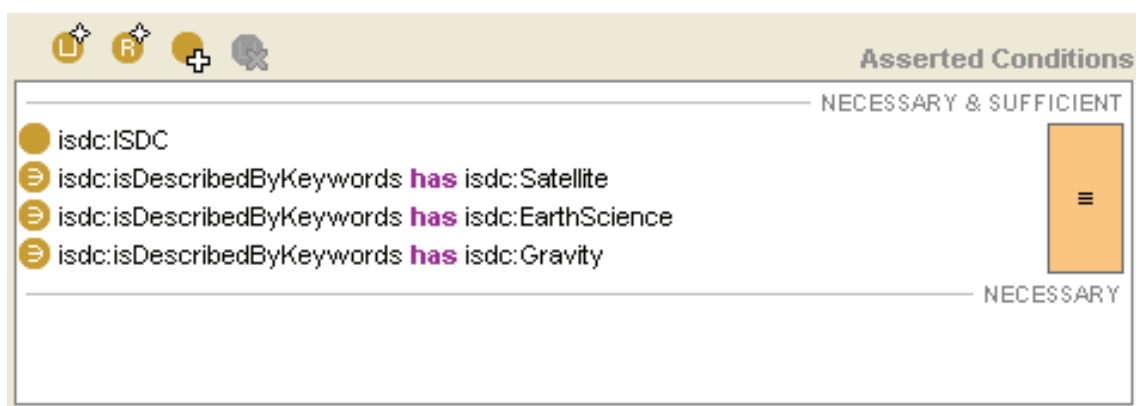 Asserted Conditions
NECESSARY & SUFFICIENT
isdc:ISDC
isdc:isDescribedByKeywords has isdc:Satellite
isdc:isDescribedByKeywords has isdc:EarthScience
isdc:isDescribedByKeywords has isdc:Gravity
≡
NECESSARY